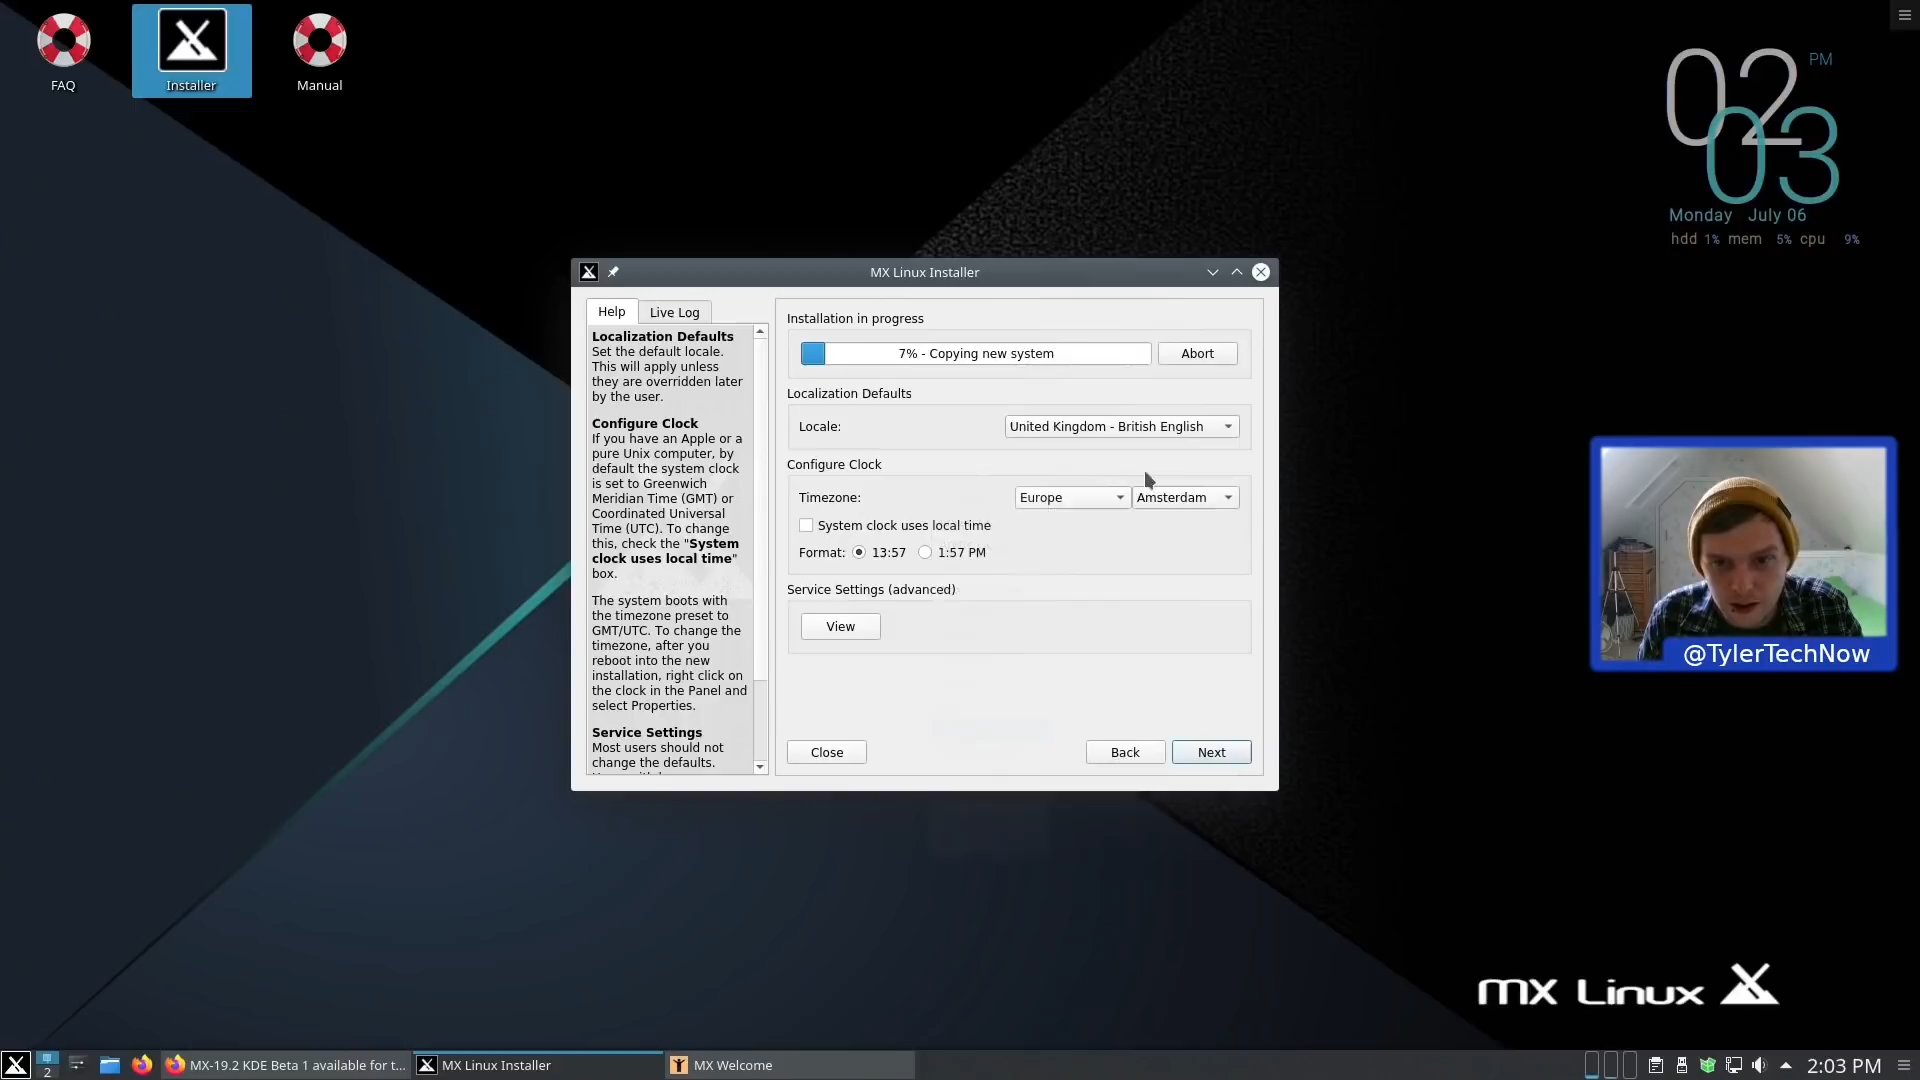 FAQ
Installer
Manual
02
PM
03
Monday July 06
hdd 1% mem 5% cpu 9%
MX Linux Installer
Help
Live Log
Localization Defaults
Set the default locale.
This will apply unless
they are overridden later
by the user.
Configure Clock
If you have an Apple or a
pure Unix computer, by
default the system clock
is set to Greenwich
Meridian Time (GMT) or
Coordinated Universal
Time (UTC). To change
this, check the "System
clock uses local time"
box.
The system boots with
the timezone preset to
GMT/UTC. To change the
timezone, after you
reboot into the new
installation, right click on
the clock in the Panel and
select Properties.
Service Settings
Most users should not
change the defaults.
Installation in progress
7% - Copying new system
Abort
Localization Defaults
Locale:
United Kingdom - British English
Configure Clock
Timezone:
Europe
Amsterdam
System clock uses local time
Format: 13:57 1:57 PM
Service Settings (advanced)
View
Close
Back
Next
@TylerTechNow
MX Linux
2
MX-19.2 KDE Beta 1 available for t...
MX Linux Installer
MX Welcome
2:03 PM